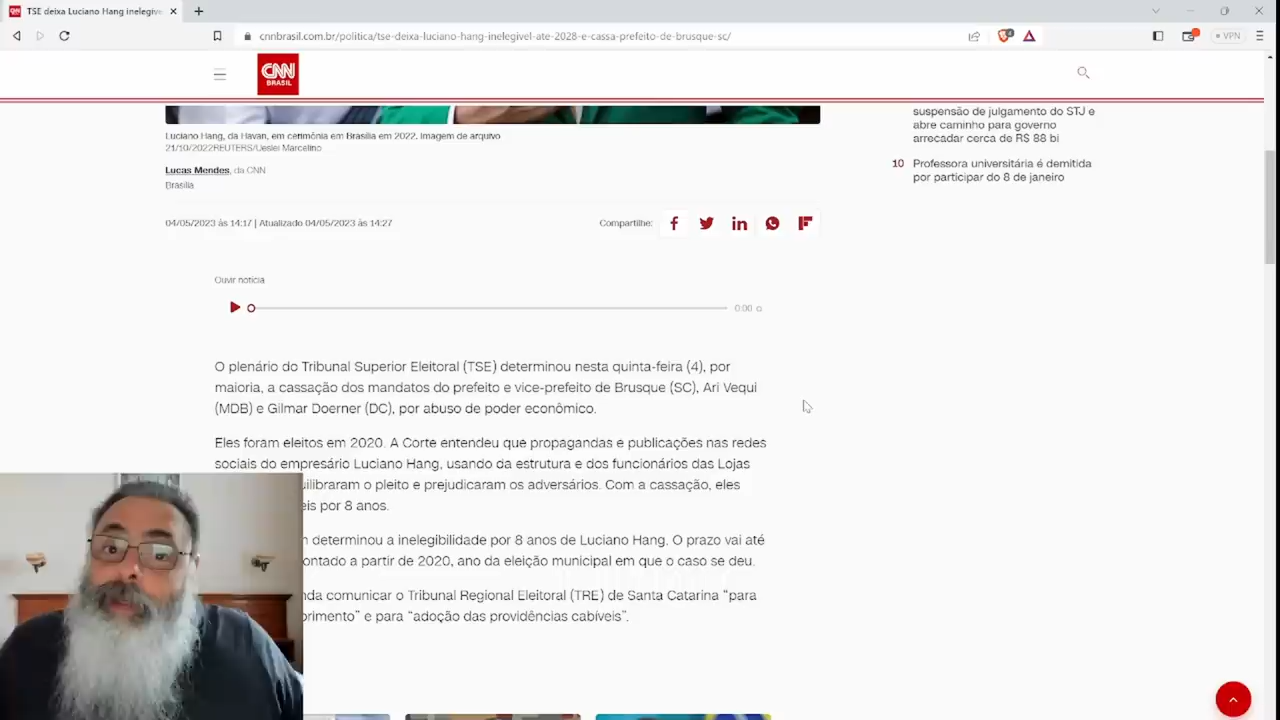 TSE deixa Luciano Hang inelegíve
cnnbrasil.com.br/politica/tse-deixa-luciano-hang-inelegivel-ate-2028-e-cassa-prefeito-de-brusque-sc/
VPN
CNN
BRASIL
Luciano Hang, da Havan, em cerimônia em Brasília em 2022. Imagem de arquivo
21/10/2022REUTERS/Ueslei Marcelino
Lucas Mendes, da CNN
Brasília
04/05/2023 às 14:17 | Atualizado 04/05/2023 às 14:27
Compartilhe:
suspensão de julgamento do STJ e
abre caminho para governo
arrecadar cerca de R$ 88 bi
10 Professora universitária é demitida
por participar do 8 de janeiro
Ouvir notícia
0:00
O plenário do Tribunal Superior Eleitoral (TSE) determinou nesta quinta-feira (4), por
maioria, a cassação dos mandatos do prefeito e vice-prefeito de Brusque (SC), Ari Vequi
(MDB) e Gilmar Doerner (DC), por abuso de poder econômico.
Eles foram eleitos em 2020. A Corte entendeu que propagandas e publicações nas redes
sociais do empresário Luciano Hang, usando da estrutura e dos funcionários das Lojas
uilibraram o pleito e prejudicaram os adversários. Com a cassação, eles
eis por 8 anos.
determinou a inelegibilidade por 8 anos de Luciano Hang. O prazo vai até
ontado a partir de 2020, ano da eleição municipal em que o caso se deu.
nda comunicar o Tribunal Regional Eleitoral (TRE) de Santa Catarina “para
primento” e para “adoção das providências cabíveis”.